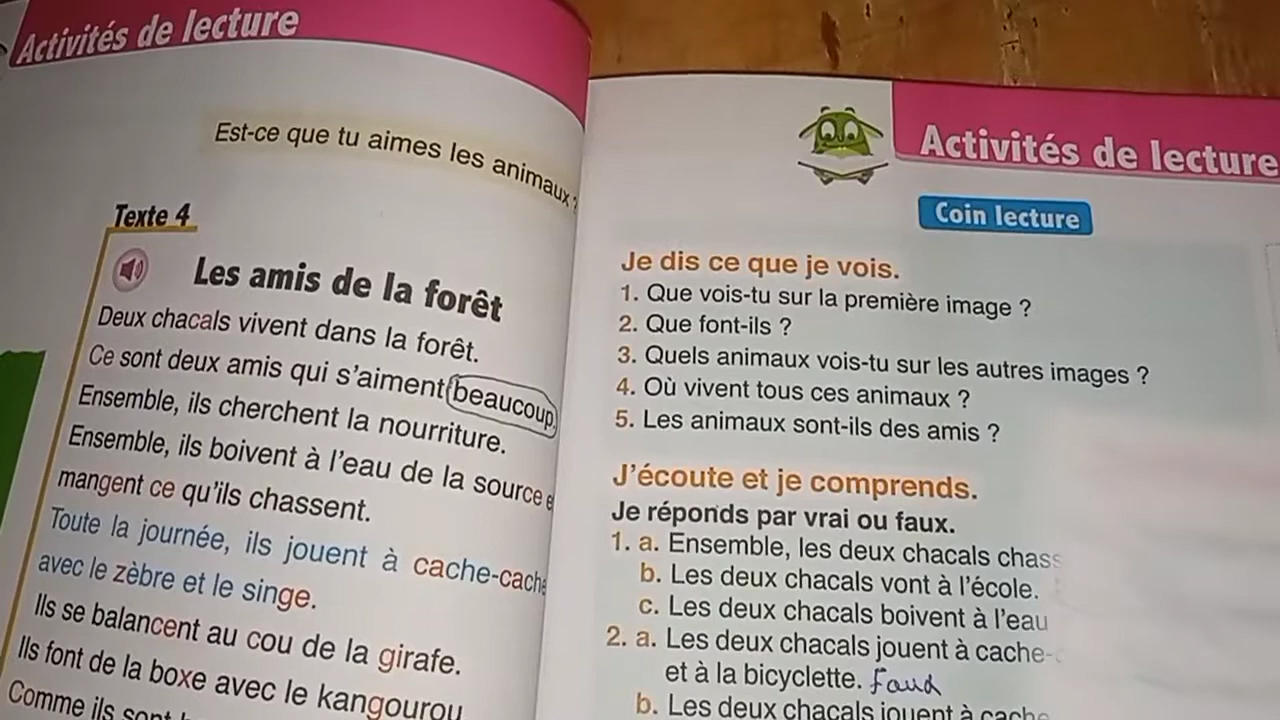 Activités de lecture
Est-ce que tu aimes les animaux ?
Texte 4
Les amis de la forêt
Deux chacals vivent dans la forêt.
Ce sont deux amis qui s'aiment beaucoup.
Ensemble, ils cherchent la nourriture.
Ensemble, ils boivent à l'eau de la source
mangent ce qu'ils chassent.
Toute la journée, ils jouent à cache-cache
avec le zèbre et le singe.
Ils se balancent au cou de la girafe.
Ils font de la boxe avec le kangourou
Comme ils sont
Activités de lecture
Coin lecture
Je dis ce que je vois.
1. Que vois-tu sur la première image ?
2. Que font-ils ?
3. Quels animaux vois-tu sur les autres images ?
4. Où vivent tous ces animaux ?
5. Les animaux sont-ils des amis ?
J'écoute et je comprends.
Je réponds par vrai ou faux.
1. a. Ensemble, les deux chacals chass
b. Les deux chacals vont à l'école.
c. Les deux chacals boivent à l'eau
2. a. Les deux chacals jouent à cache-
et à la bicyclette. faux
b. Les deux chacals jouent à cache